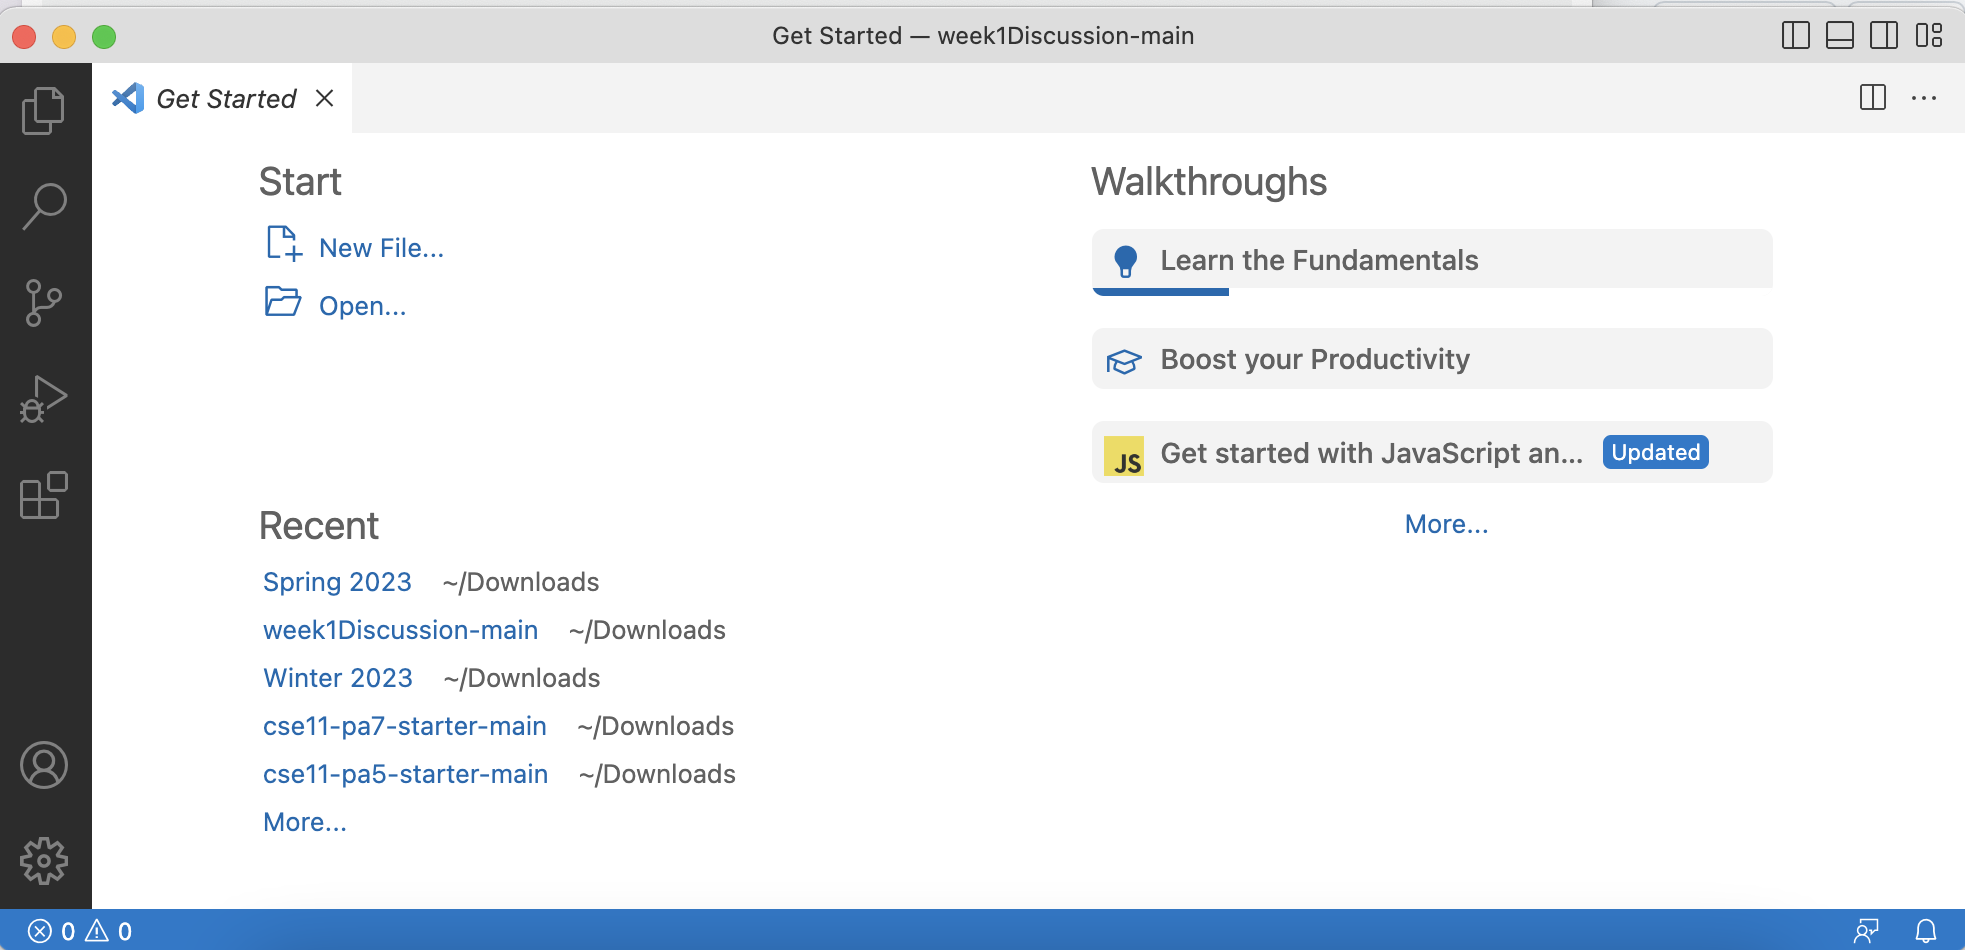 Get Started — week1Discussion-main
Get Started
Start
New File...
Open...
Recent
Spring 2023 ~/Downloads
week1Discussion-main ~/Downloads
Winter 2023 ~/Downloads
cse11-pa7-starter-main ~/Downloads
cse11-pa5-starter-main ~/Downloads
More...
Walkthroughs
Learn the Fundamentals
Boost your Productivity
JS Get started with JavaScript an... Updated
More...
0 0